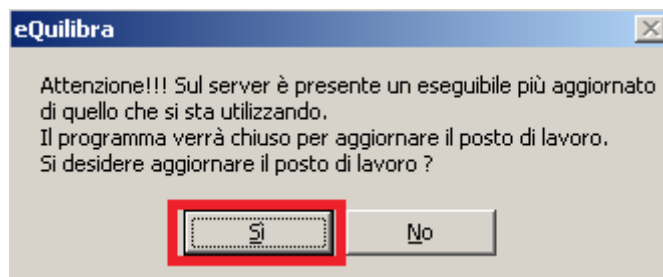 eQuilibra
Attenzione!!! Sul server è presente un eseguibile più aggiornato
di quello che si sta utilizzando.
Il programma verrà chiuso per aggiornare il posto di lavoro.
Si desidere aggiornare il posto di lavoro ?
Sì No